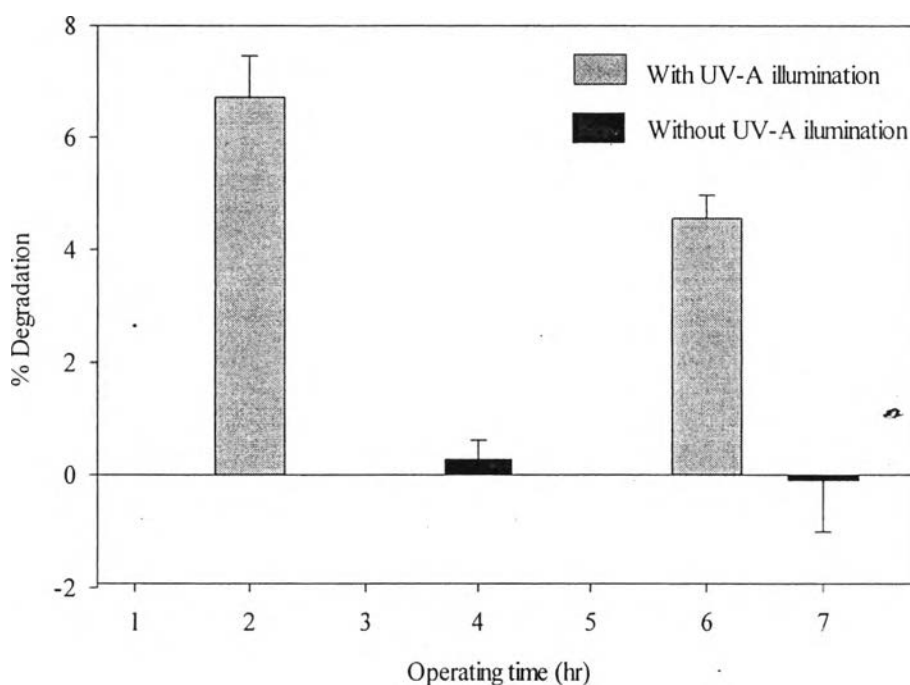 8
With UV-A illumination
Without UV-A ilumination
6
4
2
0
-2
% Degradation
1 2 3 4 5 6 7
Operating time (hr)